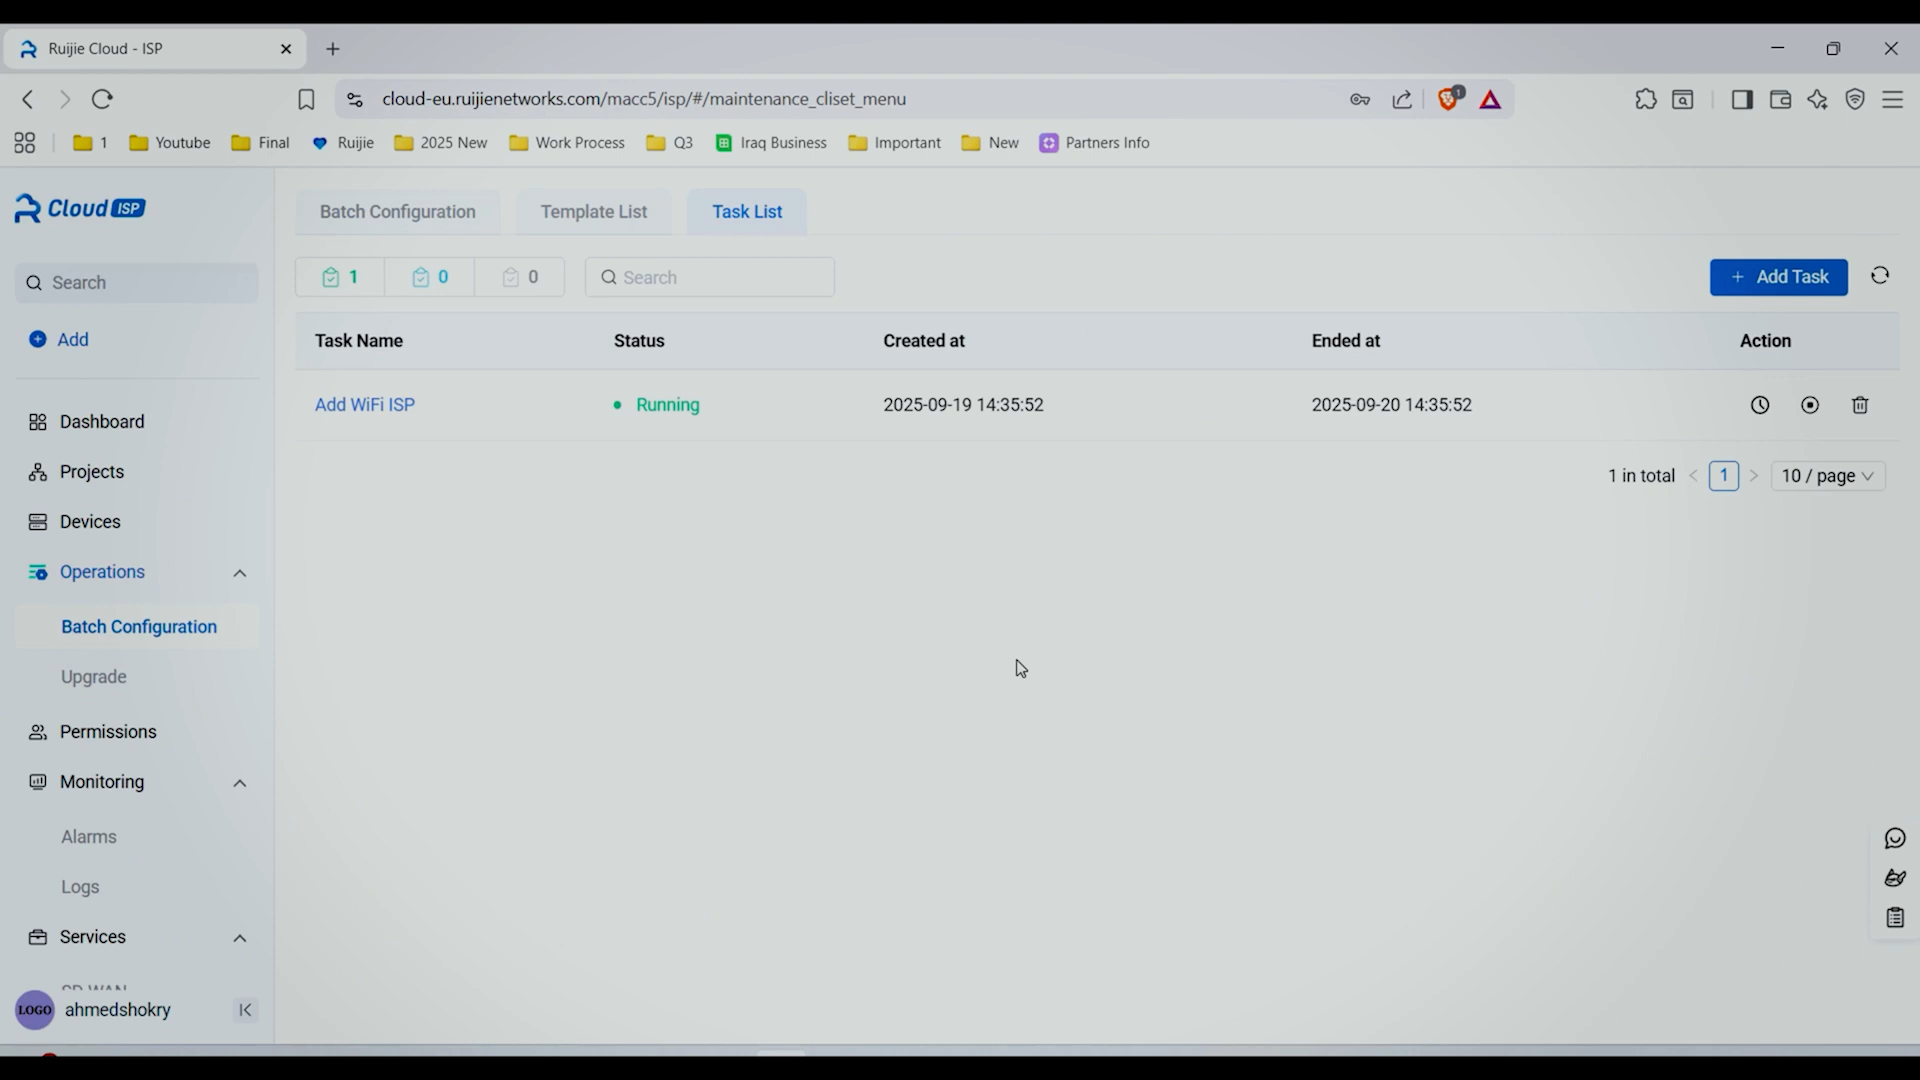 Ruijie Cloud - ISP
cloud-eu.ruijienetworks.com/macc5/isp/#/maintenance_cliset_menu
1
1
Youtube
Final
Ruijie
2025 New
Work Process
Q3
Iraq Business
Important
New
Partners Info
Cloud ISP
Batch Configuration
Template List
Task List
Search
1
0
0
Search
+ Add Task
Add
Task Name
Status
Created at
Ended at
Action
Add WiFi ISP
Running
2025-09-19 14:35:52
2025-09-20 14:35:52
1 in total
1
10 / page
Dashboard
Projects
Devices
Operations
Batch Configuration
Upgrade
Permissions
Monitoring
Alarms
Logs
Services
SD-WAN
LOGO
ahmedshokry